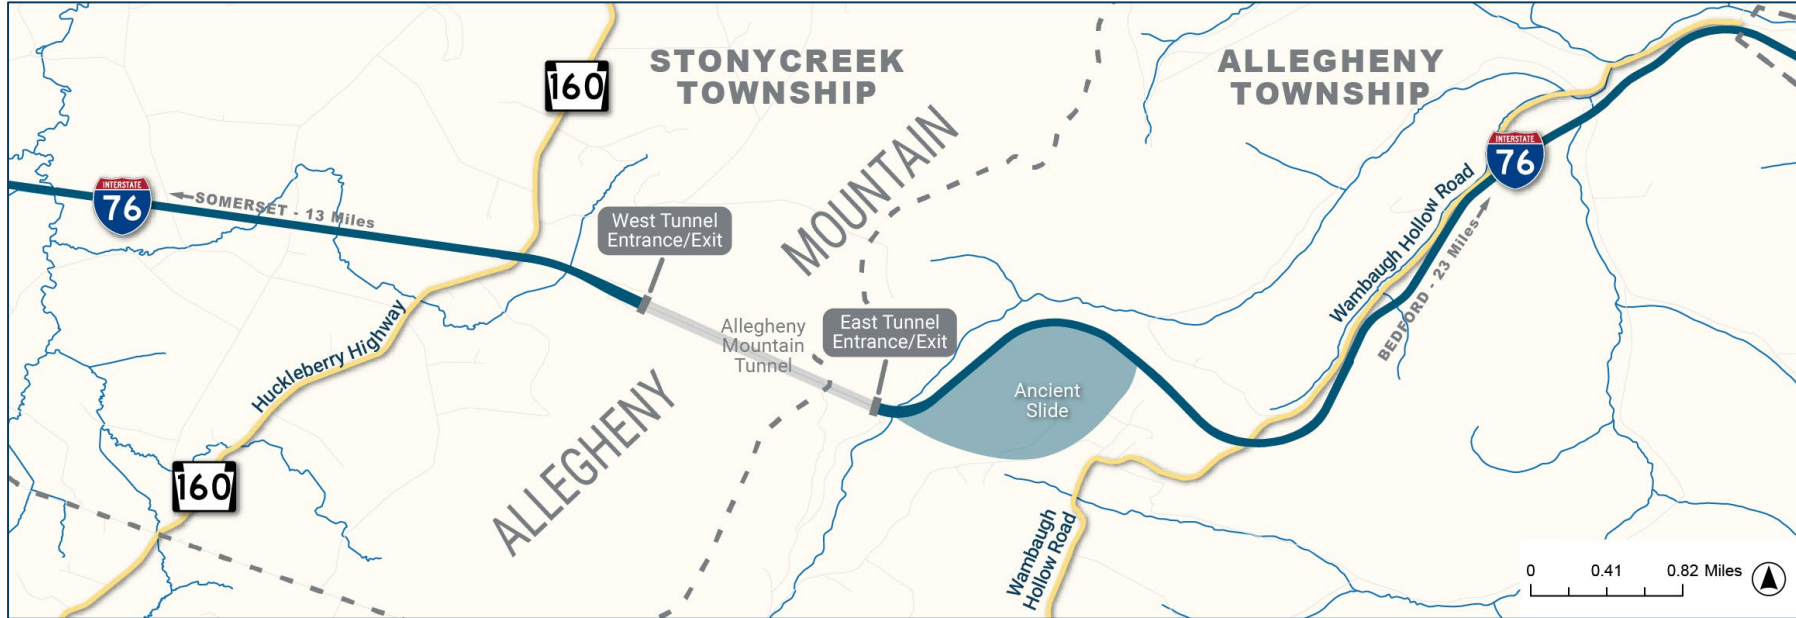 STONYCREEK
TOWNSHIP
ALLEGHENY
TOWNSHIP
160
MOUNTAIN
INTERSTATE
76
INTERSTATE
76
SOMERSET - 13 Miles
West Tunnel
Entrance/Exit
Wambaugh Hollow Road
BEDFORD - 23 Miles
Huckleberry Highway
Allegheny
Mountain
Tunnel
East Tunnel
Entrance/Exit
Ancient
Slide
ALLEGHENY
160
Wambaugh
Hollow Road
0 0.41 0.82 Miles